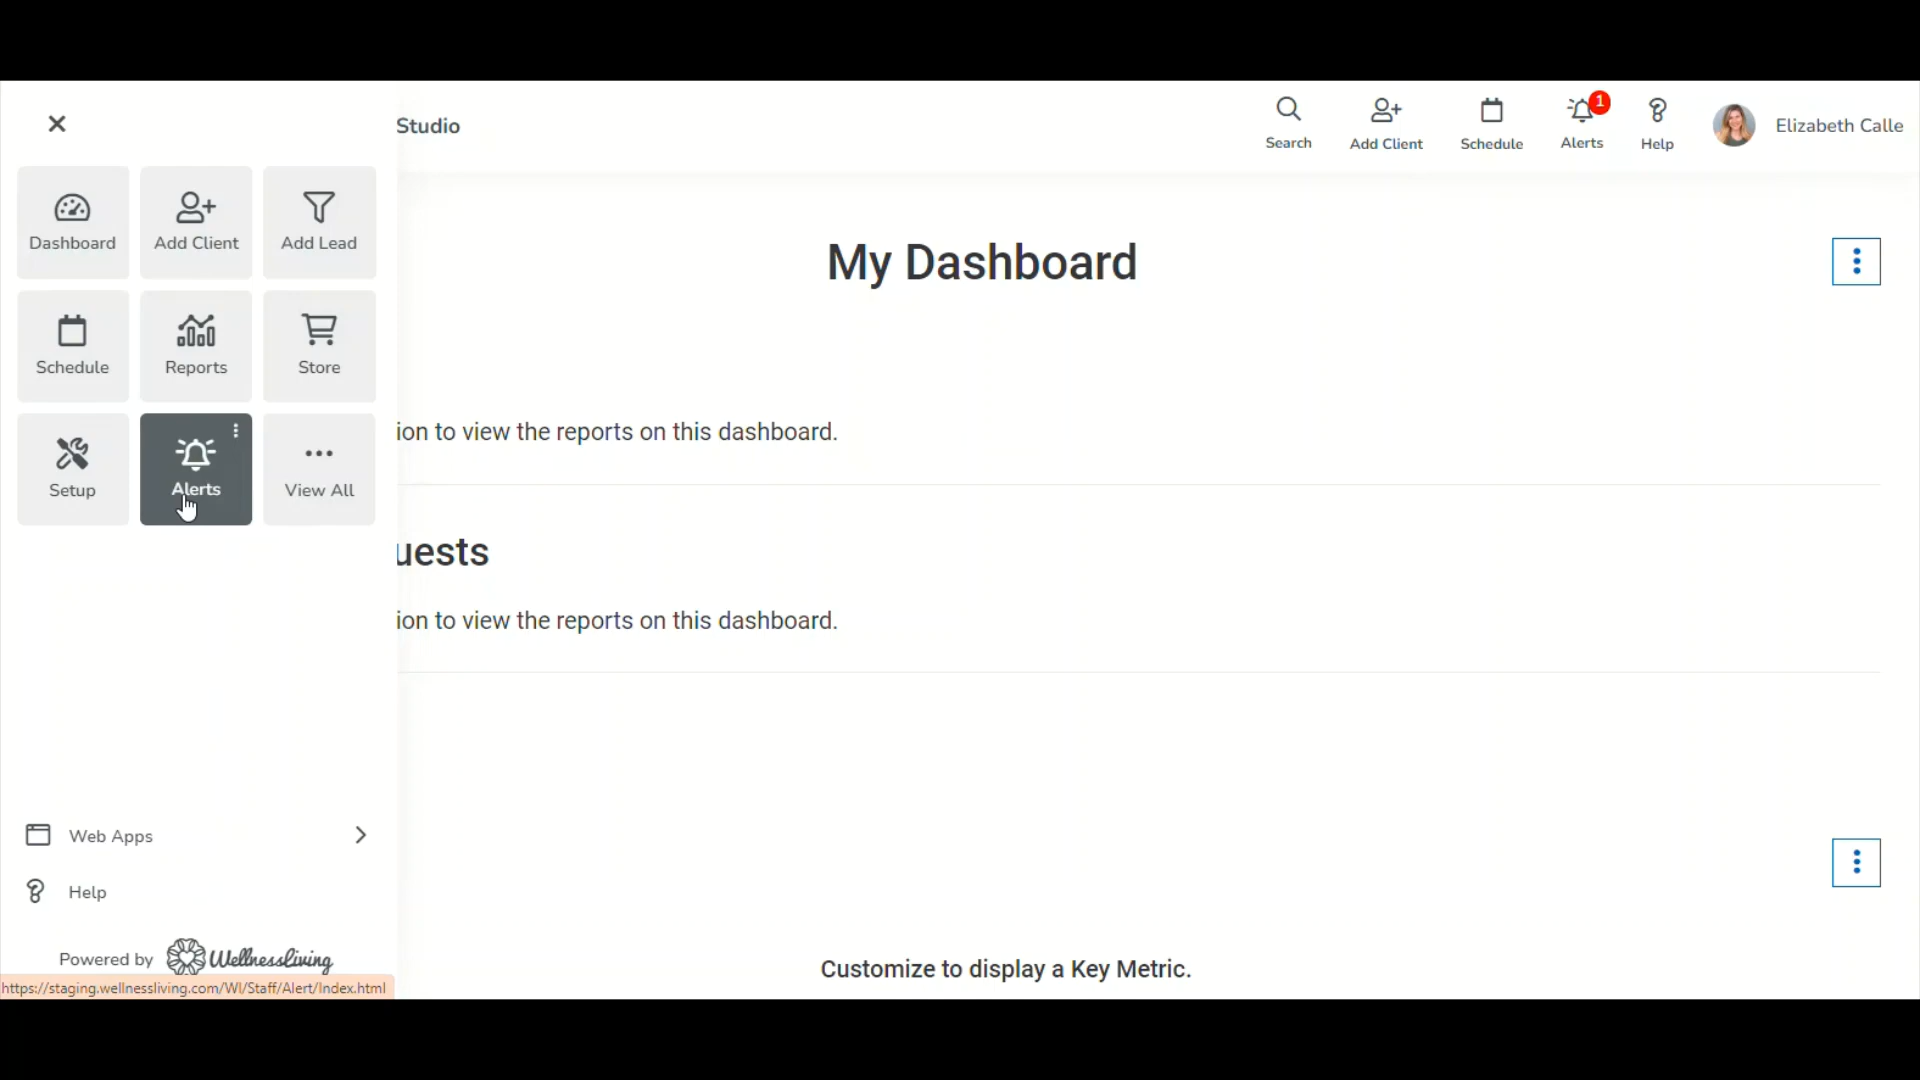 Studio
Search
Add Client
Schedule
1
Alerts
Help
Elizabeth Calle
Dashboard
Add Client
Add Lead
Schedule
Reports
Store
Setup
Alerts
View All
My Dashboard
ion to view the reports on this dashboard.
uests
ion to view the reports on this dashboard.
Web Apps
Help
Powered by WellnessLiving
https://staging.wellnessliving.com/Wl/Staff/Alert/Index.html
Customize to display a Key Metric.